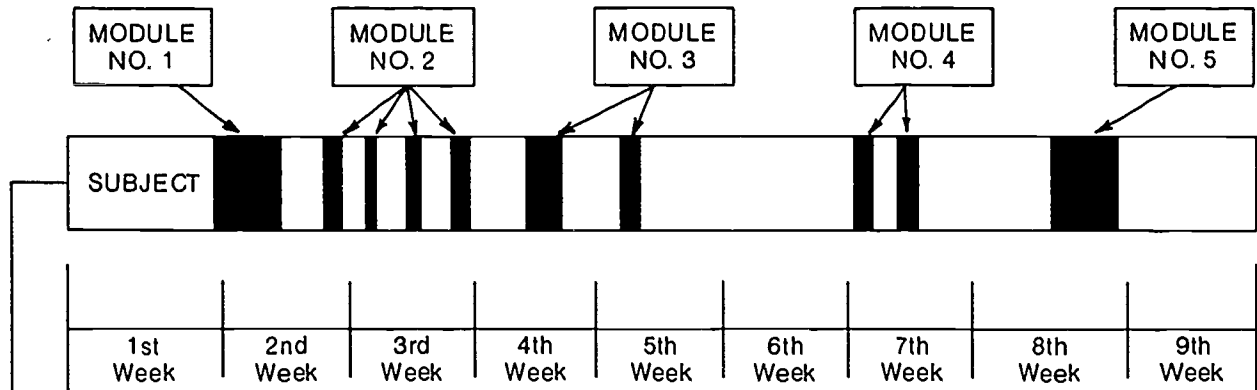 MODULE
NO. 1
MODULE
NO. 2
MODULE
NO. 3
MODULE
NO. 4
MODULE
NO. 5
SUBJECT
1st
Week
2nd
Week
3rd
Week
4th
Week
5th
Week
6th
Week
7th
Week
8th
Week
9th
Week